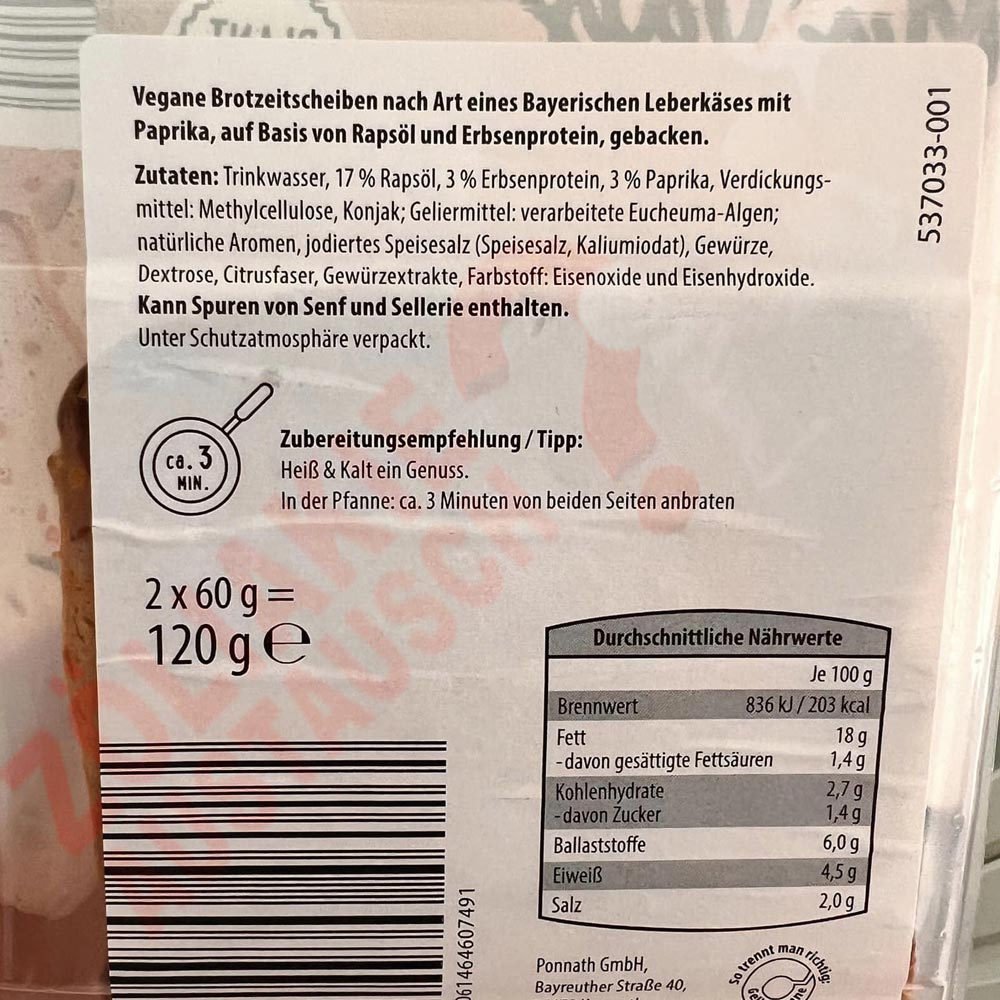 Vegane Brotzeitscheiben nach Art eines Bayerischen Leberkäses mit
Paprika, auf Basis von Rapsöl und Erbsenprotein, gebacken.
Zutaten: Trinkwasser, 17 % Rapsöl, 3 % Erbsenprotein, 3 % Paprika, Verdickungs-
mittel: Methylcellulose, Konjak; Geliermittel: verarbeitete Eucheuma-Algen;
natürliche Aromen, jodiertes Speisesalz (Speisesalz, Kaliumiodat), Gewürze,
Dextrose, Citrusfaser, Gewürzextrakte, Farbstoff: Eisenoxide und Eisenhydroxide.
Kann Spuren von Senf und Sellerie enthalten.
Unter Schutzatmosphäre verpackt.
537033-001
ca. 3
MIN.
Zubereitungsempfehlung / Tipp:
Heiß & Kalt ein Genuss.
In der Pfanne: ca. 3 Minuten von beiden Seiten anbraten
2 x 60 g =
120 g e
Durchschnittliche Nährwerte
Je 100 g
Brennwert 836 kJ / 203 kcal
Fett 18 g
- davon gesättigte Fettsäuren 1,4 g
Kohlenhydrate 2,7 g
- davon Zucker 1,4 g
Ballaststoffe 6,0 g
Eiweiß 4,5 g
Salz 2,0 g
061464607491
Ponnath GmbH,
Bayreuther Straße 40,
So trennt man richtig:
ZÖLIAKIE
AUSTAUSCH